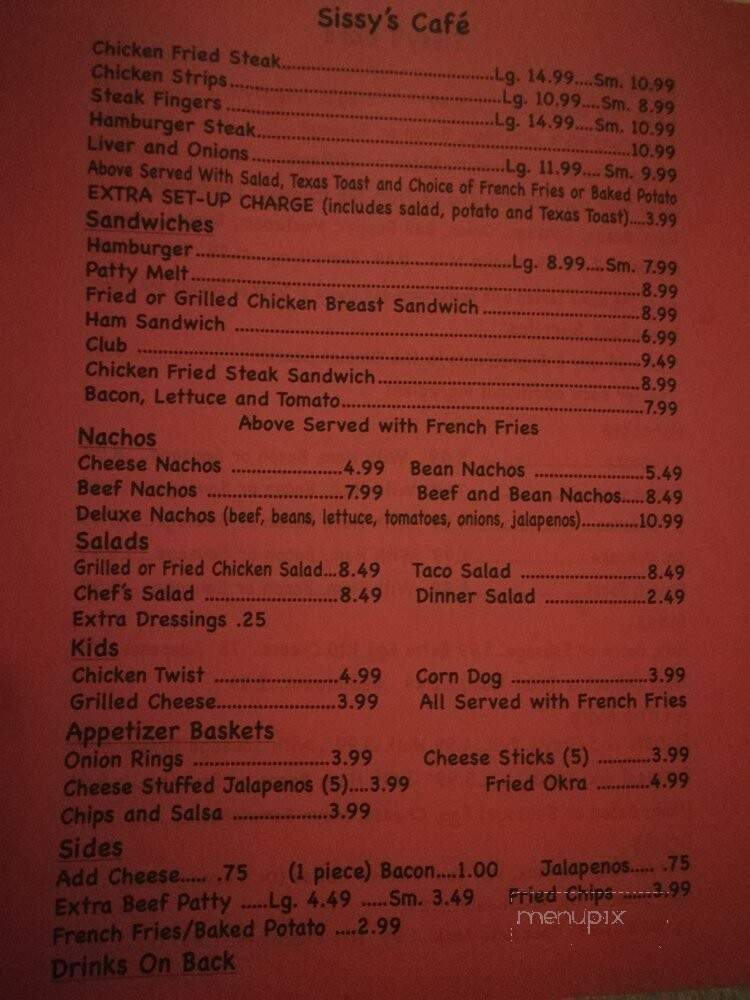 Sissy's Café
Chicken Fried Steak..........Lg. 14.99....Sm. 10.99
Chicken Strips..........Lg. 10.99....Sm. 8.99
Steak Fingers..........Lg. 14.99....Sm. 10.99
Hamburger Steak..........10.99
Liver and Onions..........Lg. 11.99.... Sm. 9.99
Above Served With Salad, Texas Toast and Choice of French Fries or Baked Potato
EXTRA SET-UP CHARGE (includes salad, potato and Texas Toast)....3.99
Sandwiches
Hamburger..........Lg. 8.99....Sm. 7.99
Patty Melt..........8.99
Fried or Grilled Chicken Breast Sandwich..........8.99
Ham Sandwich ..........6.99
Club ..........9.49
Chicken Fried Steak Sandwich..........8.99
Bacon, Lettuce and Tomato..........7.99
Above Served with French Fries
Nachos
Cheese Nachos ..........4.99 Bean Nachos ..........5.49
Beef Nachos ..........7.99 Beef and Bean Nachos.....8.49
Deluxe Nachos (beef, beans, lettuce, tomatoes, onions, jalapenos)..........10.99
Salads
Grilled or Fried Chicken Salad...8.49 Taco Salad ..........8.49
Chef's Salad ..........8.49 Dinner Salad ..........2.49
Extra Dressings .25
Kids
Chicken Twist ..........4.99 Corn Dog ..........3.99
Grilled Cheese..........3.99 All Served with French Fries
Appetizer Baskets
Onion Rings ..........3.99 Cheese Sticks (5) ..........3.99
Cheese Stuffed Jalapenos (5)....3.99 Fried Okra ..........4.99
Chips and Salsa ..........3.99
Sides
Add Cheese..... .75 (1 piece) Bacon....1.00 Jalapenos..... .75
Extra Beef Patty .....Lg. 4.49 .....Sm. 3.49 Fried Chips .....3.99
French Fries/Baked Potato ....2.99
Drinks On Back
menupix